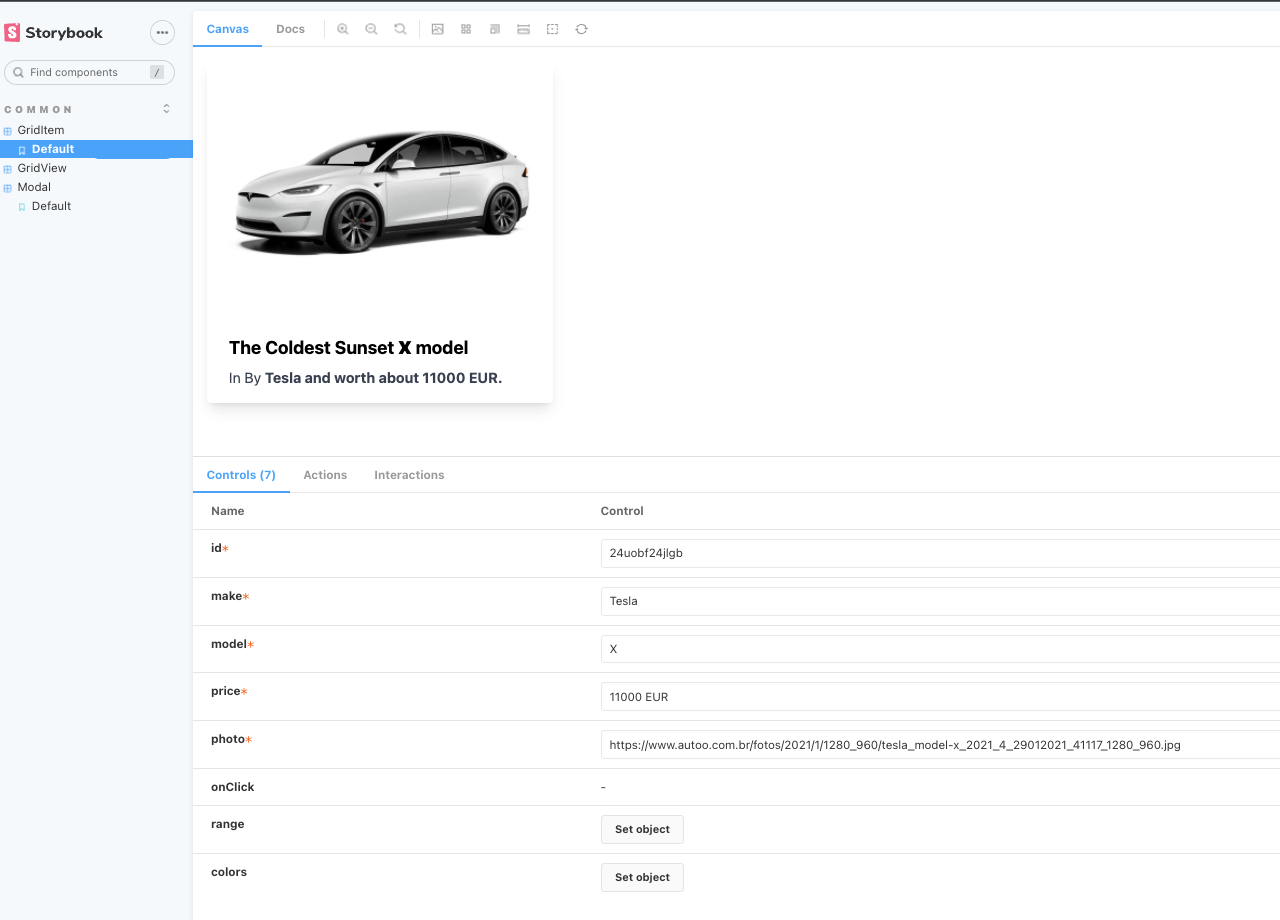 Storybook
Find components /
COMMON
GridItem
Default
GridView
Modal
Default
Canvas Docs
The Coldest Sunset X model
In By Tesla and worth about 11000 EUR.
Controls (7) Actions Interactions
Name Control
id* 24uobf24jlgb
make* Tesla
model* X
price* 11000 EUR
photo* https://www.autoo.com.br/fotos/2021/1/1280_960/tesla_model-x_2021_4_29012021_41117_1280_960.jpg
onClick -
range Set object
colors Set object